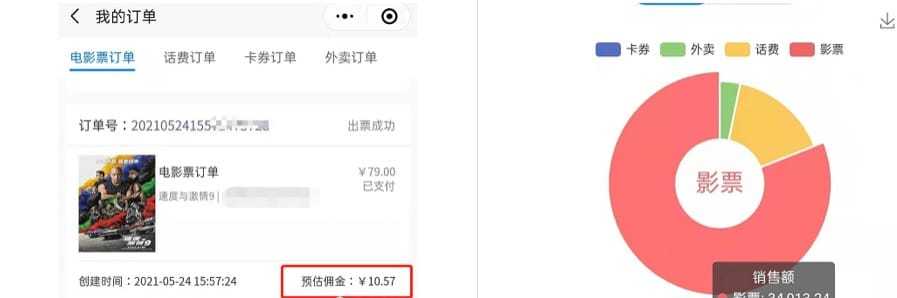 我的订单
电影票订单 话费订单 卡券订单 外卖订单
订单号：20210524155 出票成功
电影票订单 ￥79.00
已支付
速度与激情9 |
创建时间：2021-05-24 15:57:24 预估佣金：￥10.57
卡券 外卖 话费 影票
影票
销售额
影票: 34,013.24